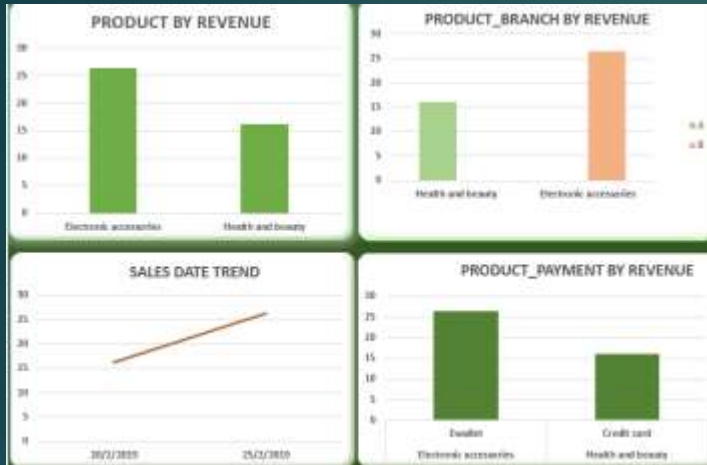 PRODUCT BY REVENUE
30
25
20
15
10
5
0
Electronic accessories
Health and beauty
PRODUCT_BRANCH BY REVENUE
30
25
20
15
10
5
0
Health and beauty
Electronic accessories
A
B
SALES DATE TREND
30
25
20
15
10
5
0
25/2/2019
PRODUCT_PAYMENT BY REVENUE
30
25
20
15
10
5
0
Ewallet
Credit card
Electronic accessories
Health and beauty